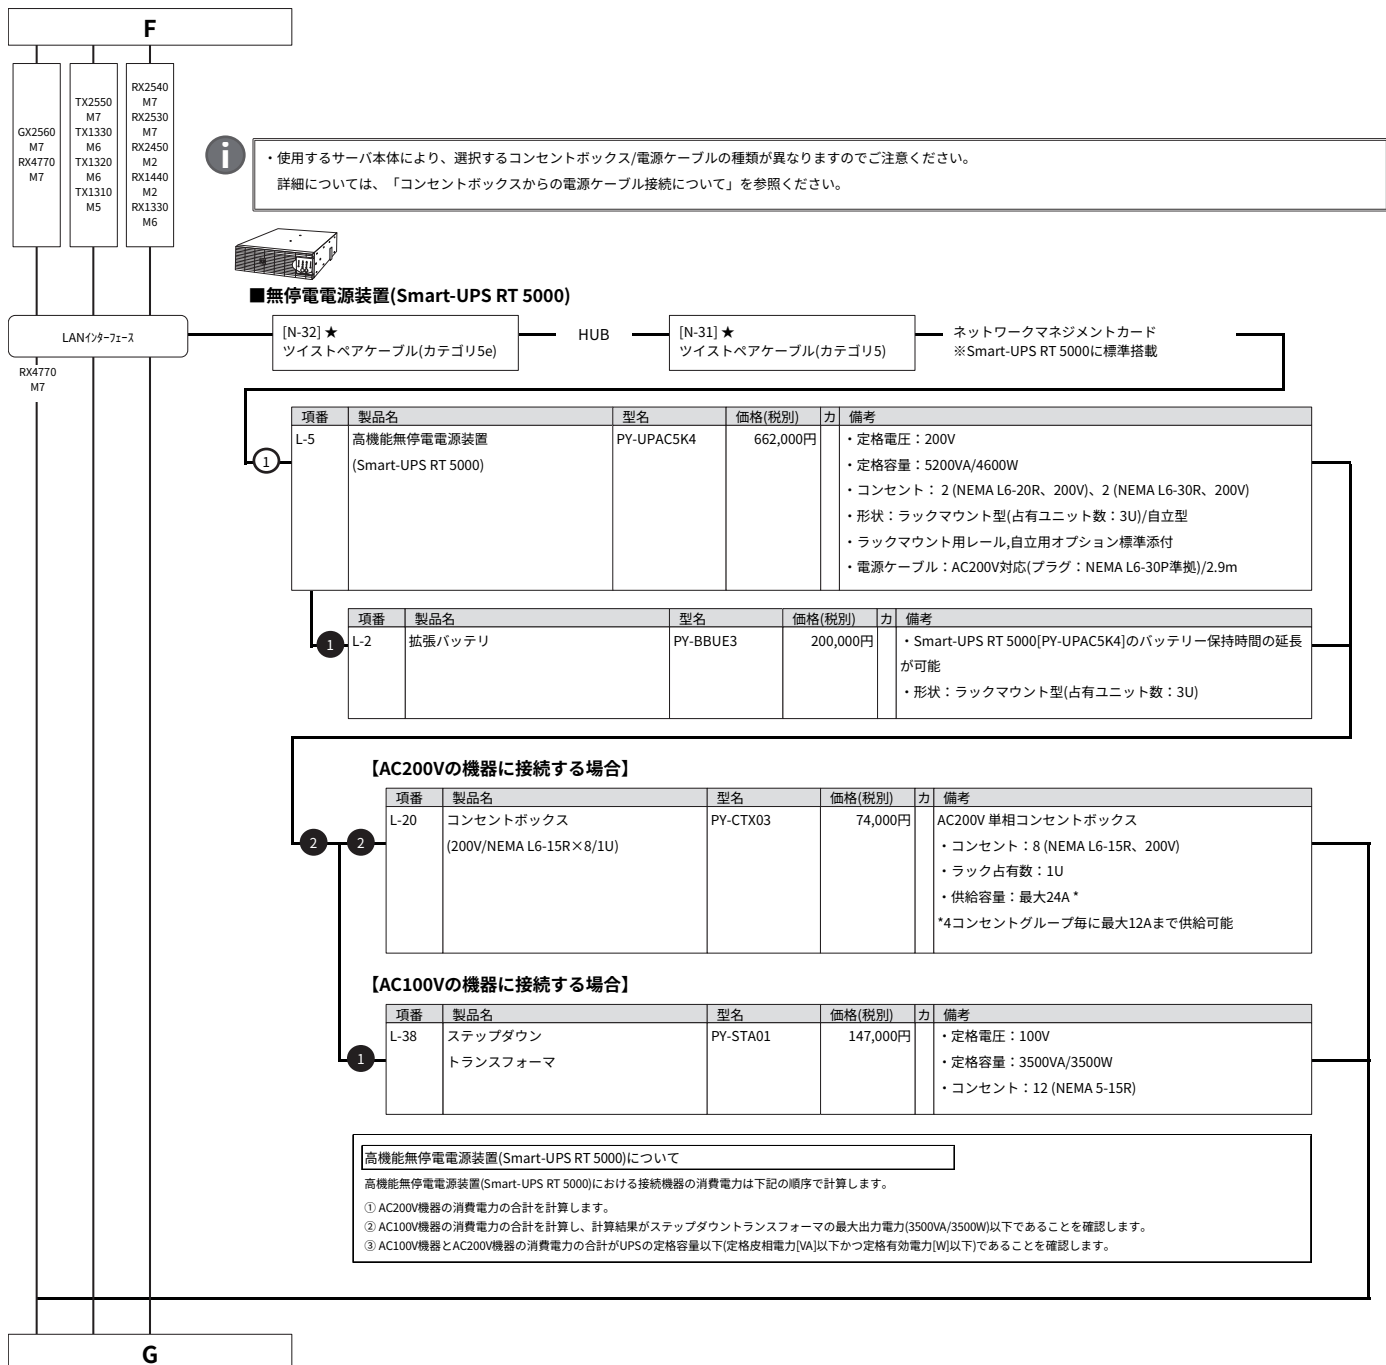 F
GX2560
M7
RX4770
M7
TX2550
M7
TX1330
M6
TX1320
M6
TX1310
M5
RX2540
M7
RX2530
M7
RX2450
M2
RX1440
M2
RX1330
M6
i
・使用するサーバ本体により、選択するコンセントボックス/電源ケーブルの種類が異なりますのでご注意ください。
詳細については、「コンセントボックスからの電源ケーブル接続について」を参照ください。
■無停電電源装置(Smart-UPS RT 5000)
LANｲﾝﾀｰﾌｪｰｽ
[N-32] ★
ツイストペアケーブル(カテゴリ5e)
HUB
[N-31] ★
ツイストペアケーブル(カテゴリ5)
ネットワークマネジメントカード
※Smart-UPS RT 5000に標準搭載
RX4770
M7
項番 製品名 型名 価格(税別) カ 備考
1 L-5 高機能無停電電源装置 PY-UPAC5K4 662,000円 ・定格電圧：200V
(Smart-UPS RT 5000) ・定格容量：5200VA/4600W
・コンセント： 2 (NEMA L6-20R、200V)、2 (NEMA L6-30R、200V)
・形状：ラックマウント型(占有ユニット数：3U)/自立型
・ラックマウント用レール,自立用オプション標準添付
・電源ケーブル：AC200V対応(プラグ：NEMA L6-30P準拠)/2.9m
項番 製品名 型名 価格(税別) カ 備考
1 L-2 拡張バッテリ PY-BBUE3 200,000円 ・Smart-UPS RT 5000[PY-UPAC5K4]のバッテリー保持時間の延長
が可能
・形状：ラックマウント型(占有ユニット数：3U)
【AC200Vの機器に接続する場合】
項番 製品名 型名 価格(税別) カ 備考
2 2 L-20 コンセントボックス PY-CTX03 74,000円 AC200V 単相コンセントボックス
(200V/NEMA L6-15R×8/1U) ・コンセント：8 (NEMA L6-15R、200V)
・ラック占有数：1U
・供給容量：最大24A *
*4コンセントグループ毎に最大12Aまで供給可能
【AC100Vの機器に接続する場合】
項番 製品名 型名 価格(税別) カ 備考
1 L-38 ステップダウン PY-STA01 147,000円 ・定格電圧：100V
トランスフォーマ ・定格容量：3500VA/3500W
・コンセント：12 (NEMA 5-15R)
高機能無停電電源装置(Smart-UPS RT 5000)について
高機能無停電電源装置(Smart-UPS RT 5000)における接続機器の消費電力は下記の順序で計算します。
① AC200V機器の消費電力の合計を計算します。
② AC100V機器の消費電力の合計を計算し、計算結果がステップダウントランスフォーマの最大出力電力(3500VA/3500W)以下であることを確認します。
③ AC100V機器とAC200V機器の消費電力の合計がUPSの定格容量以下(定格皮相電力[VA]以下かつ定格有効電力[W]以下)であることを確認します。
G